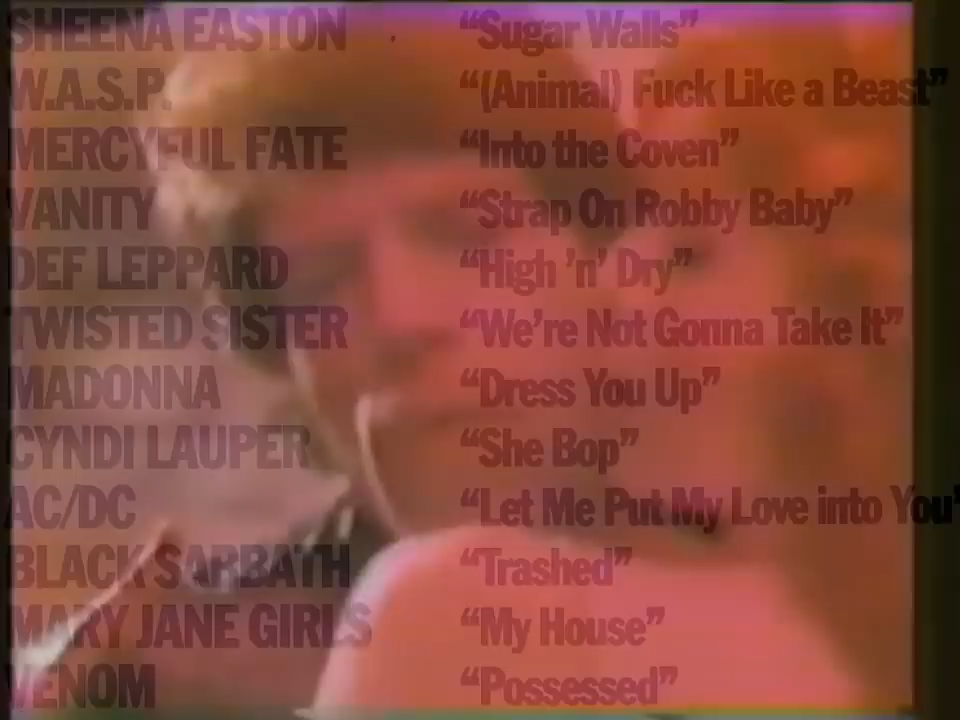 SHEENA EASTON "Sugar Walls"
W.A.S.P. "(Animal) Fuck Like a Beast"
MERCYFUL FATE "Into the Coven"
VANITY "Strap On Robby Baby"
DEF LEPPARD "High 'n' Dry"
TWISTED SISTER "We're Not Gonna Take It"
MADONNA "Dress You Up"
CYNDI LAUPER "She Bop"
AC/DC "Let Me Put My Love into You"
BLACK SABBATH "Trashed"
MARY JANE GIRLS "My House"
VENOM "Possessed"